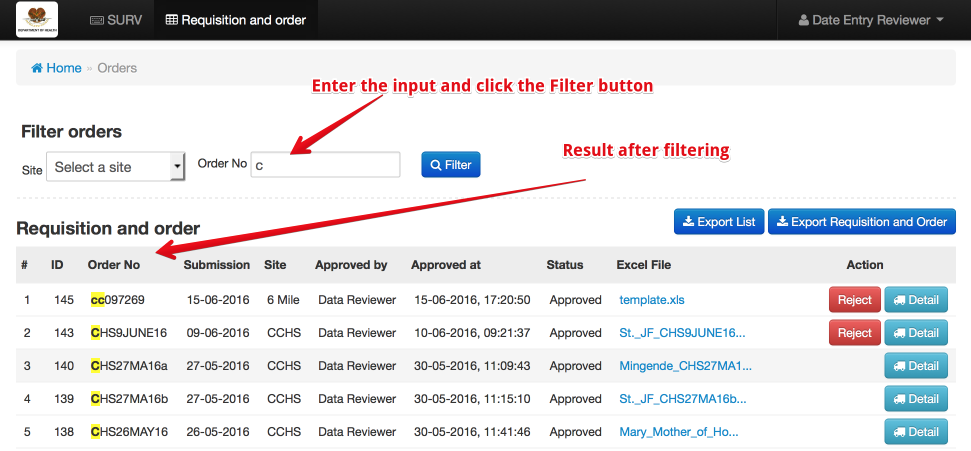 DEPARTMENT OF HEALTH
SURV
Requisition and order
Date Entry Reviewer
Home » Orders
Enter the input and click the Filter button
Filter orders
Site Select a site Order No C Filter
Result after filtering
Requisition and order
Export List Export Requisition and Order
# ID Order No Submission Site Approved by Approved at Status Excel File Action
1 145 cc097269 15-06-2016 6 Mile Data Reviewer 15-06-2016, 17:20:50 Approved template.xls Reject Detail
2 143 CHS9JUNE16 09-06-2016 CCHS Data Reviewer 10-06-2016, 09:21:37 Approved St._JF_CHS9JUNE16... Reject Detail
3 140 CHS27MA16a 27-05-2016 CCHS Data Reviewer 30-05-2016, 11:09:43 Approved Mingende_CHS27MA1... Detail
4 139 CHS27MA16b 27-05-2016 CCHS Data Reviewer 30-05-2016, 11:15:10 Approved St._JF_CHS27MA16b... Detail
5 138 CHS26MAY16 26-05-2016 CCHS Data Reviewer 30-05-2016, 11:41:46 Approved Mary_Mother_of_Ho... Detail